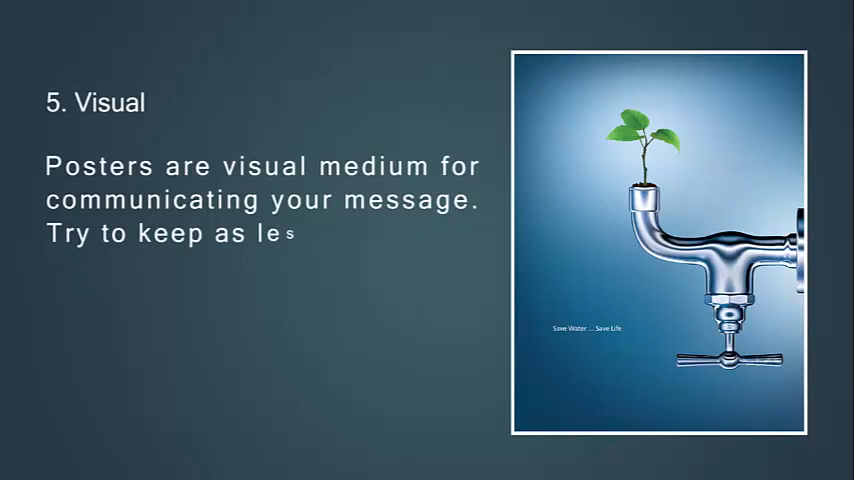 5. Visual
Posters are visual medium for
communicating your message.
Try to keep as les
Save Water ... Save Life